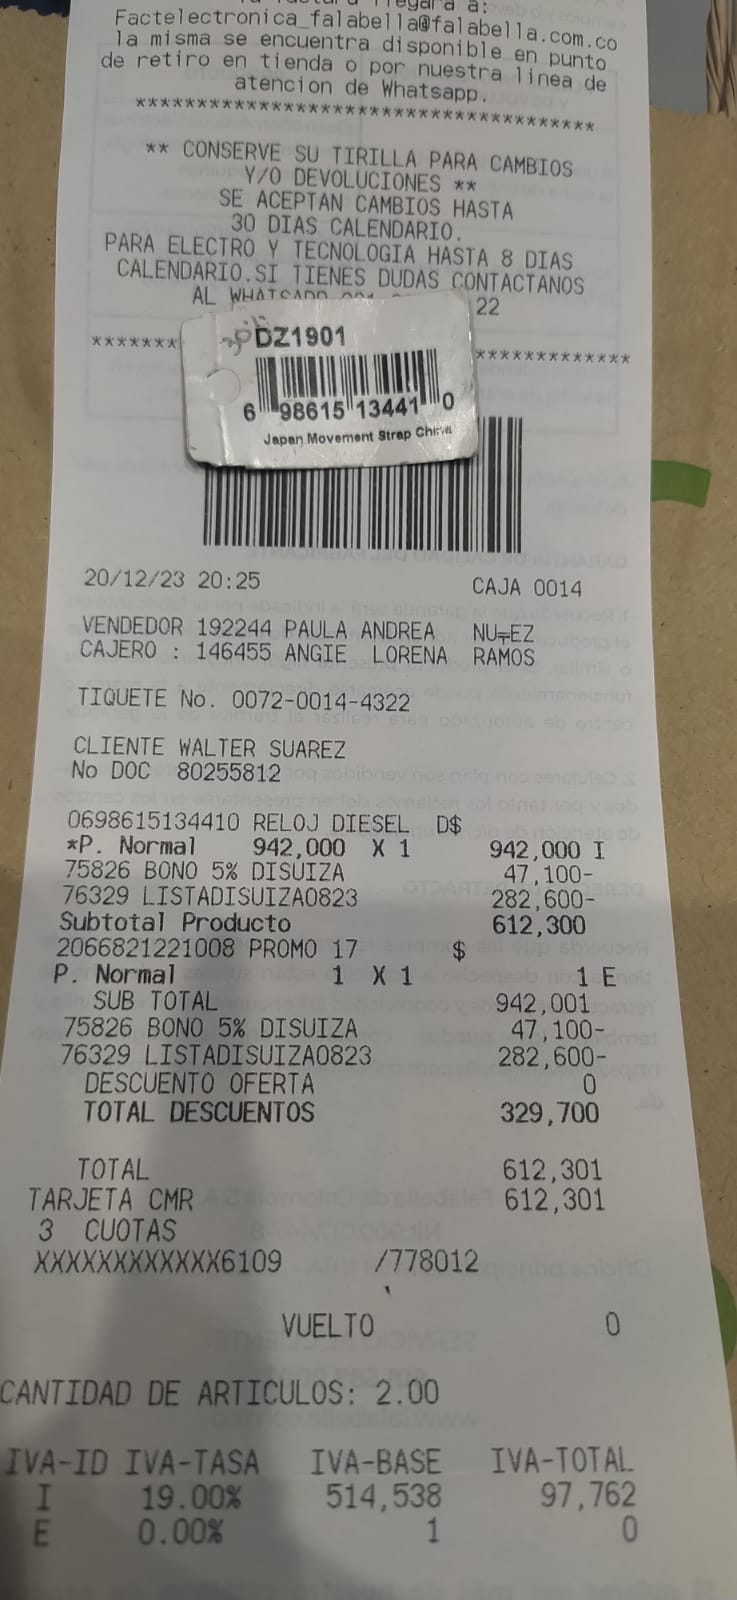 Factelectronica_falabella@falabella.com.co
la misma se encuentra disponible en punto
de retiro en tienda o por nuestra linea de
atencion de Whatsapp.
*************************************
** CONSERVE SU TIRILLA PARA CAMBIOS
Y/O DEVOLUCIONES **
SE ACEPTAN CAMBIOS HASTA
30 DIAS CALENDARIO.
PARA ELECTRO Y TECNOLOGIA HASTA 8 DIAS
CALENDARIO.SI TIENES DUDAS CONTACTANOS
AL WHATSAPP 22
******* *************
DZ1901
6 98615 13441 0
Japan Movement Strap China
20/12/23 20:25 CAJA 0014
VENDEDOR 192244 PAULA ANDREA NU╤EZ
CAJERO : 146455 ANGIE LORENA RAMOS
TIQUETE No. 0072-0014-4322
CLIENTE WALTER SUAREZ
No DOC 80255812
0698615134410 RELOJ DIESEL D$
*P. Normal 942,000 X 1 942,000 I
75826 BONO 5% DISUIZA 47,100-
76329 LISTADISUIZA0823 282,600-
Subtotal Producto 612,300
2066821221008 PROMO 17 $
P. Normal 1 X 1 1 E
SUB TOTAL 942,001
75826 BONO 5% DISUIZA 47,100-
76329 LISTADISUIZA0823 282,600-
DESCUENTO OFERTA 0
TOTAL DESCUENTOS 329,700
TOTAL 612,301
TARJETA CMR 612,301
3 CUOTAS
XXXXXXXXXXXX6109 /778012
VUELTO 0
CANTIDAD DE ARTICULOS: 2.00
IVA-ID IVA-TASA IVA-BASE IVA-TOTAL
I 19.00% 514,538 97,762
E 0.00% 1 0